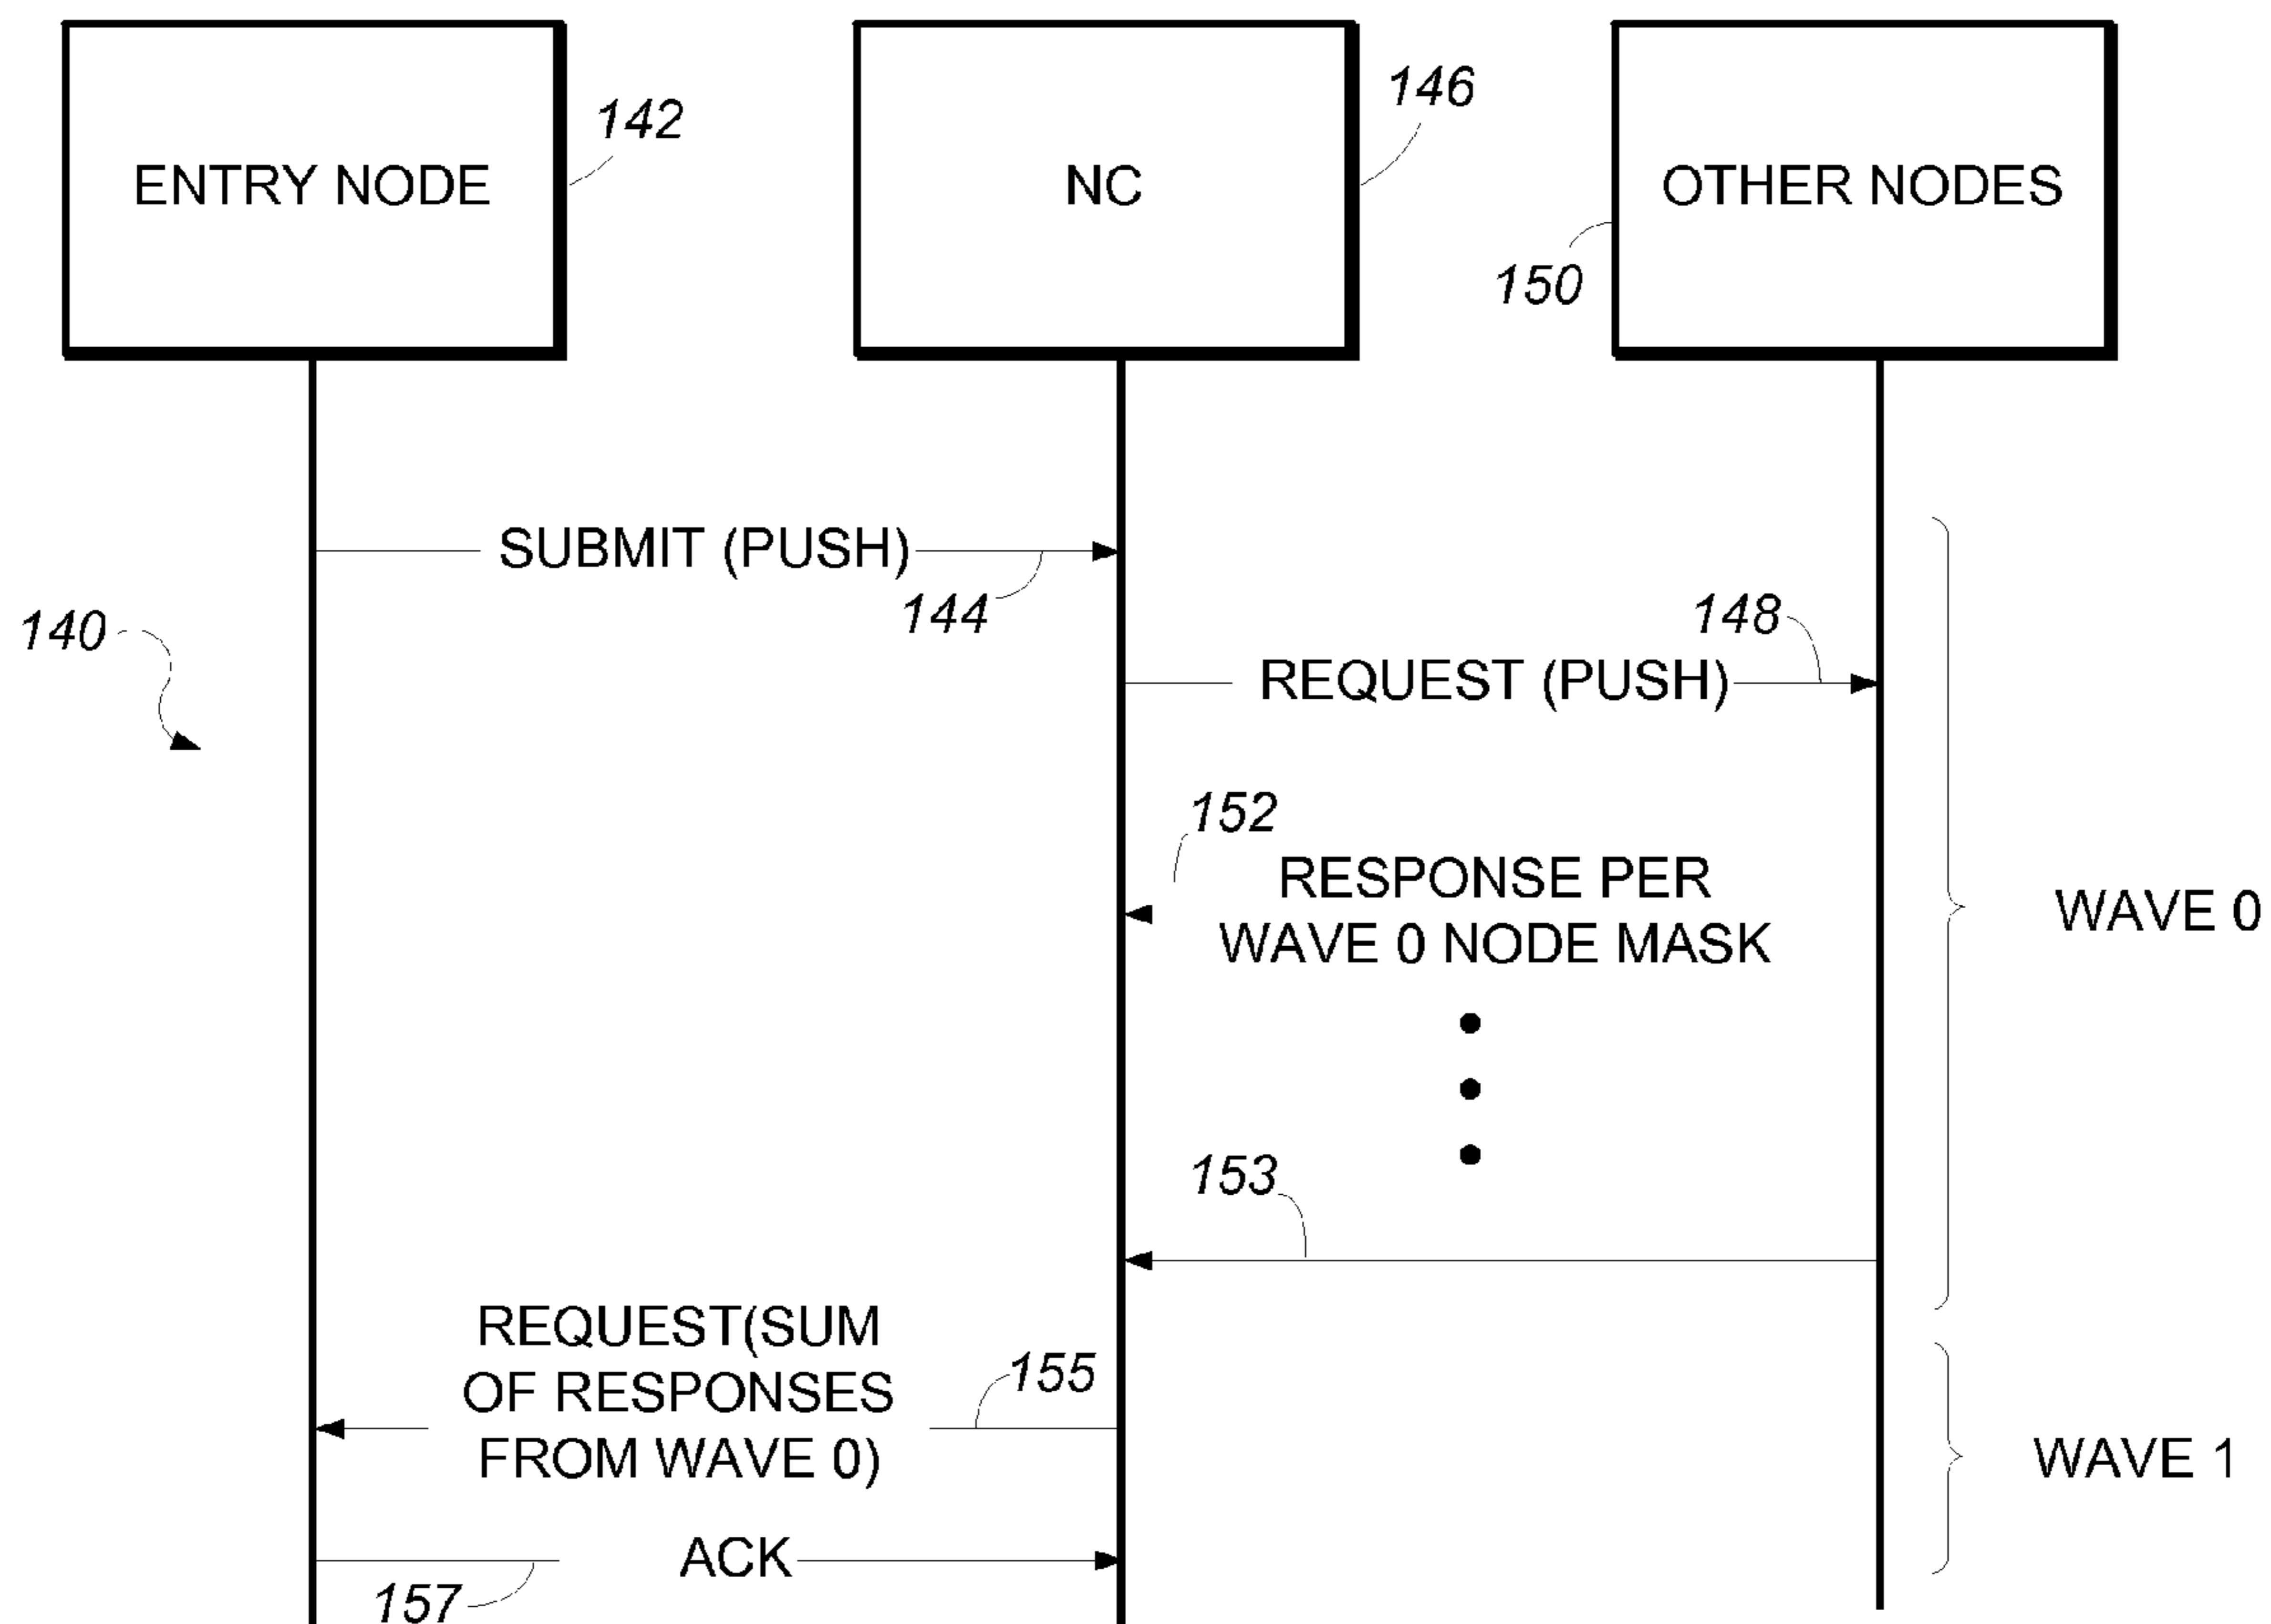 ENTRY NODE
142
NC
146
OTHER NODES
150
SUBMIT (PUSH)
144
140
148
REQUEST (PUSH)
152
RESPONSE PER
WAVE 0 NODE MASK
WAVE 0
153
REQUEST(SUM
OF RESPONSES
FROM WAVE 0)
155
WAVE 1
ACK
157